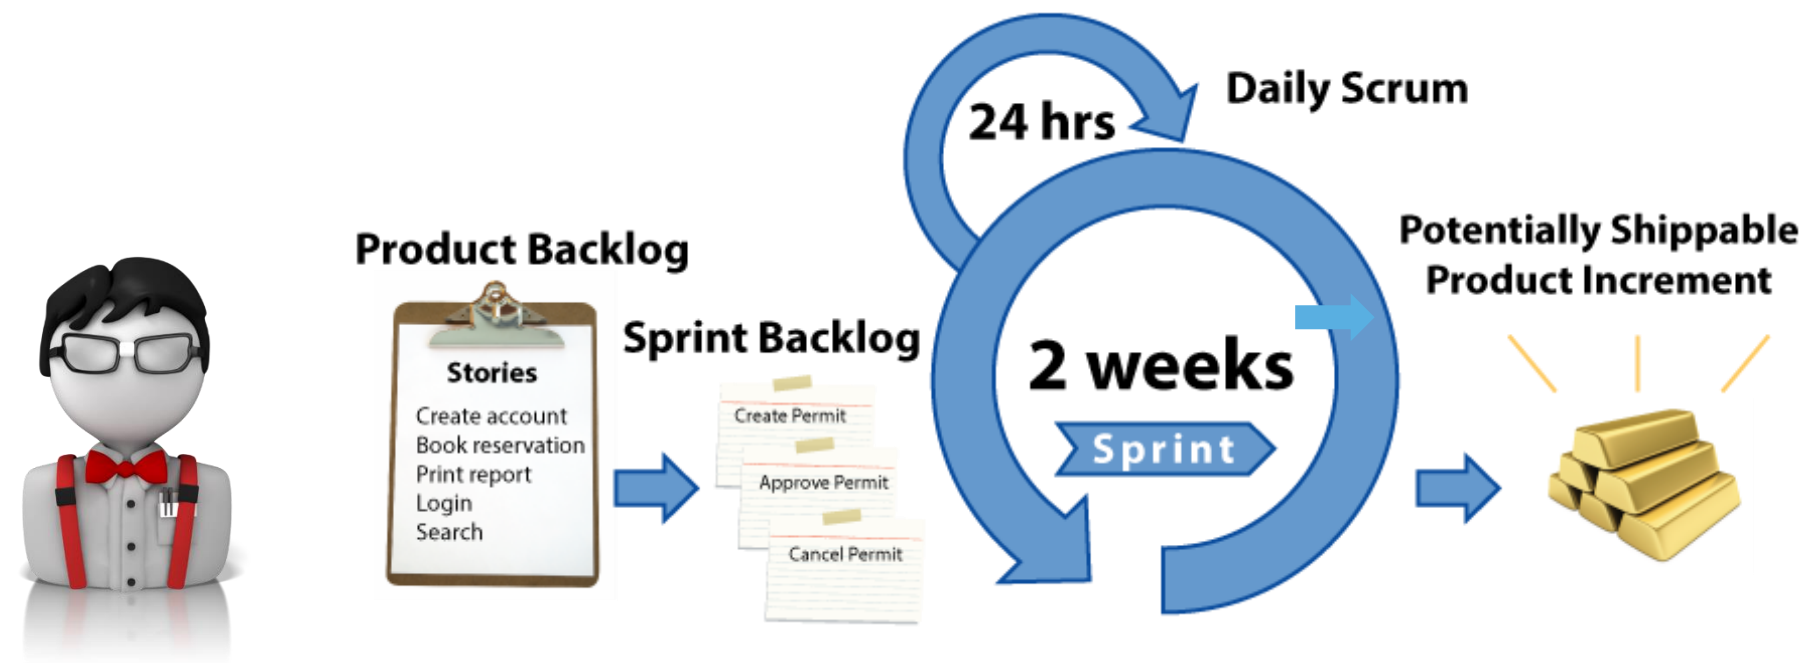 Product Backlog
Stories
Create account
Book reservation
Print report
Login
Search
Sprint Backlog
Create Permit
Approve Permit
Cancel Permit
24 hrs
Daily Scrum
2 weeks
Sprint
Potentially Shippable
Product Increment